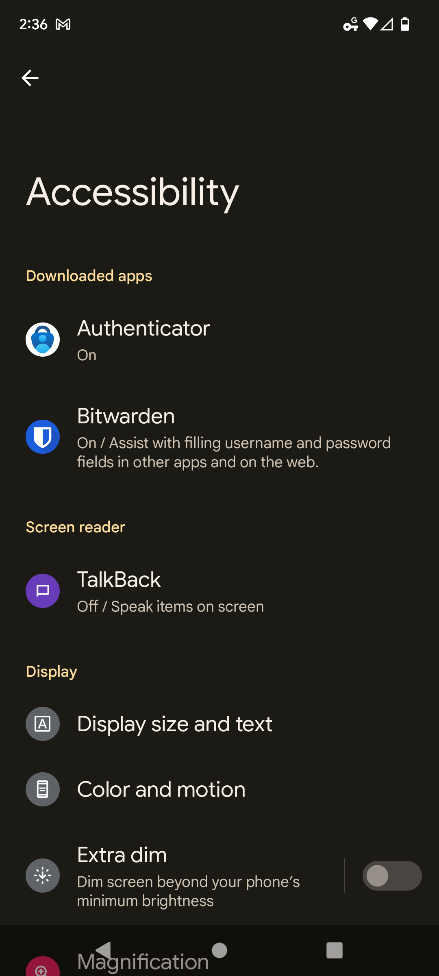 2:36
G
Accessibility
Downloaded apps
Authenticator
On
Bitwarden
On / Assist with filling username and password
fields in other apps and on the web.
Screen reader
TalkBack
Off / Speak items on screen
Display
A
Display size and text
Color and motion
Extra dim
Dim screen beyond your phone's
minimum brightness
Magnification